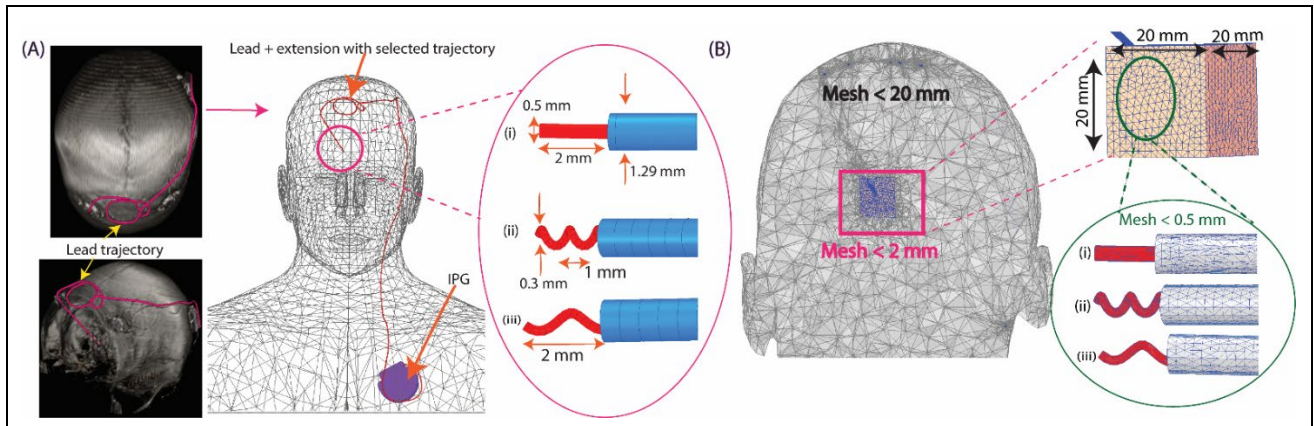 (A)
Lead trajectory
Lead + extension with selected trajectory
IPG
(i)
0.5 mm
2 mm
1.29 mm
(ii)
0.3 mm
1 mm
(iii)
2 mm
(B)
Mesh < 20 mm
Mesh < 2 mm
20 mm
20 mm
20 mm
Mesh < 0.5 mm
(i)
(ii)
(iii)